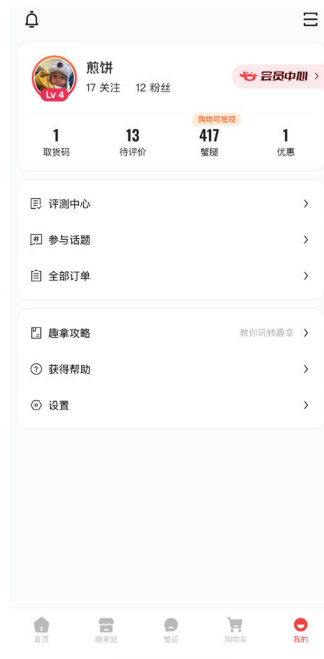 煎饼
17 关注 12 粉丝
Lv 4
会员中心
购物可抵现
1 13 417 1
取货码 待评价 蟹腿 优惠
评测中心
参与话题
全部订单
趣拿攻略 教你玩转趣拿
获得帮助
设置
首页 趣拿站 蟹逅 购物车 我的